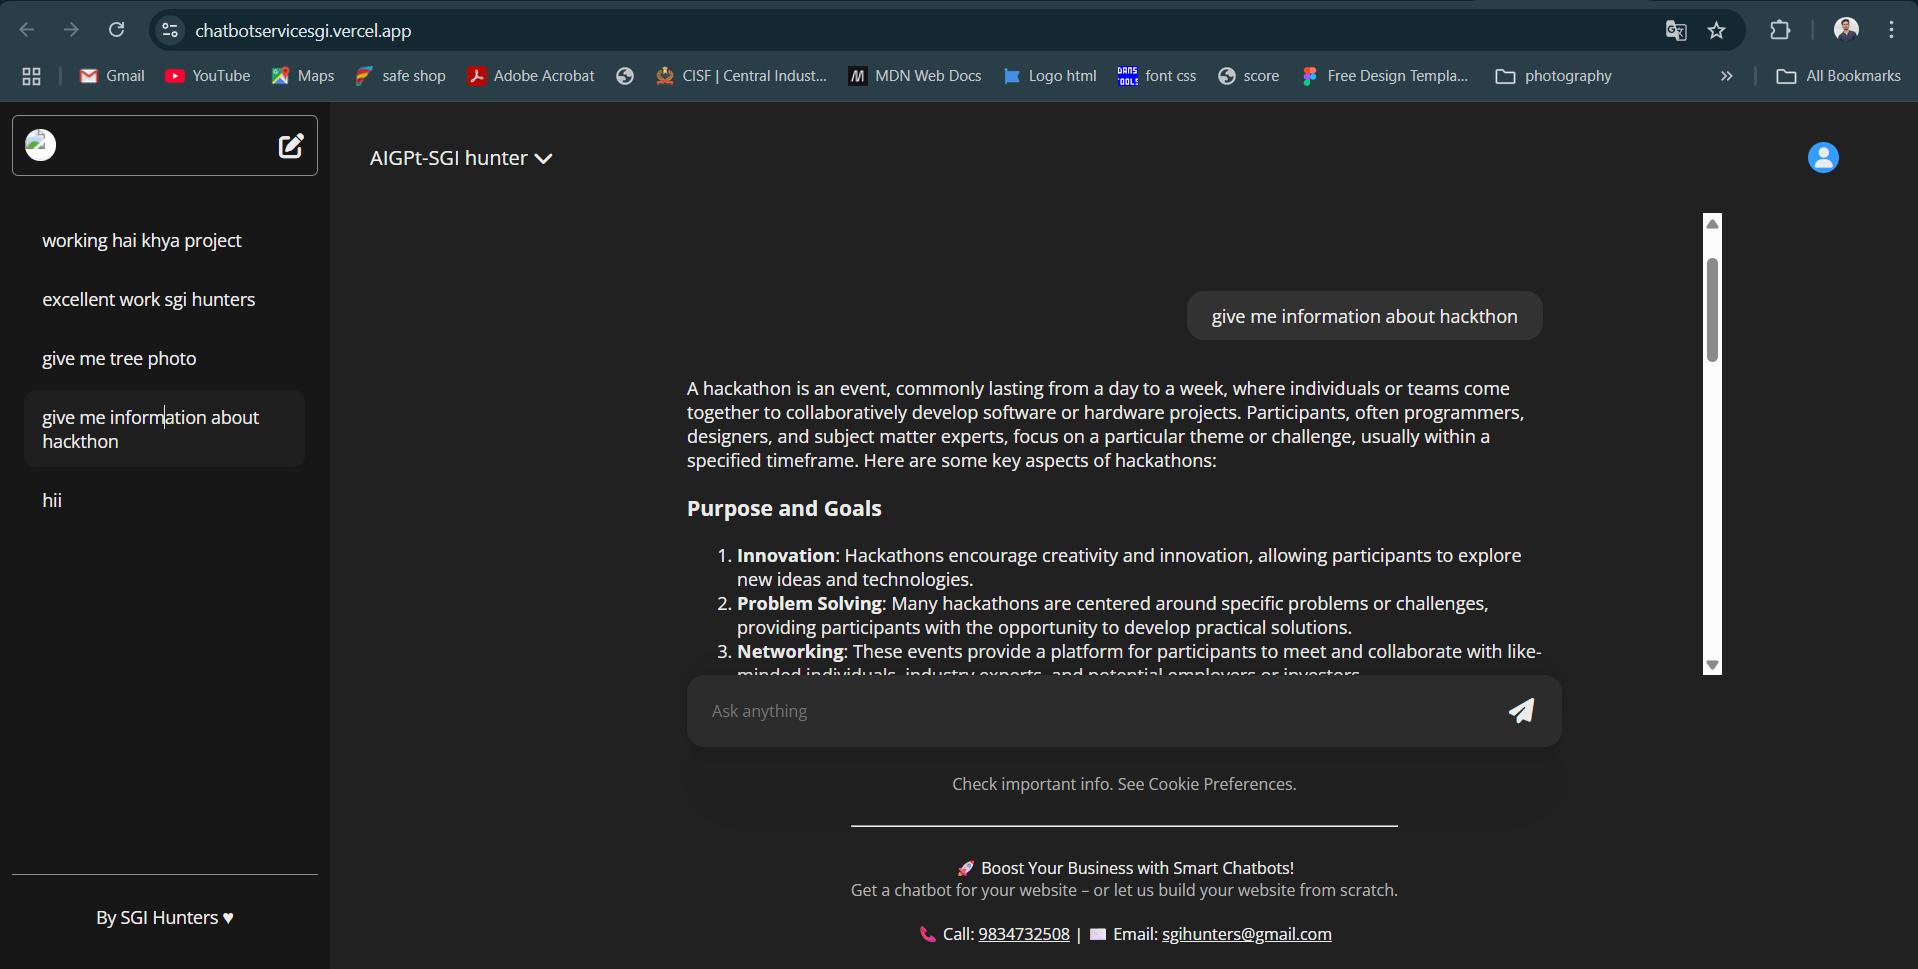 chatbotservicesgi.vercel.app
Gmail
YouTube
Maps
safe shop
Adobe Acrobat
CISF | Central Indust...
MDN Web Docs
Logo html
font css
score
Free Design Templa...
photography
»
All Bookmarks
AIGPt-SGI hunter
working hai khya project
excellent work sgi hunters
give me tree photo
give me information about
hackthon
hii
By SGI Hunters ♥
give me information about hackthon
A hackathon is an event, commonly lasting from a day to a week, where individuals or teams come
together to collaboratively develop software or hardware projects. Participants, often programmers,
designers, and subject matter experts, focus on a particular theme or challenge, usually within a
specified timeframe. Here are some key aspects of hackathons:
Purpose and Goals
1. Innovation: Hackathons encourage creativity and innovation, allowing participants to explore
new ideas and technologies.
2. Problem Solving: Many hackathons are centered around specific problems or challenges,
providing participants with the opportunity to develop practical solutions.
3. Networking: These events provide a platform for participants to meet and collaborate with like-
minded individuals, industry experts, and potential employers or investors.
Ask anything
Check important info. See Cookie Preferences.
🚀 Boost Your Business with Smart Chatbots!
Get a chatbot for your website – or let us build your website from scratch.
📞 Call: 9834732508 | ✉️ Email: sgihunters@gmail.com